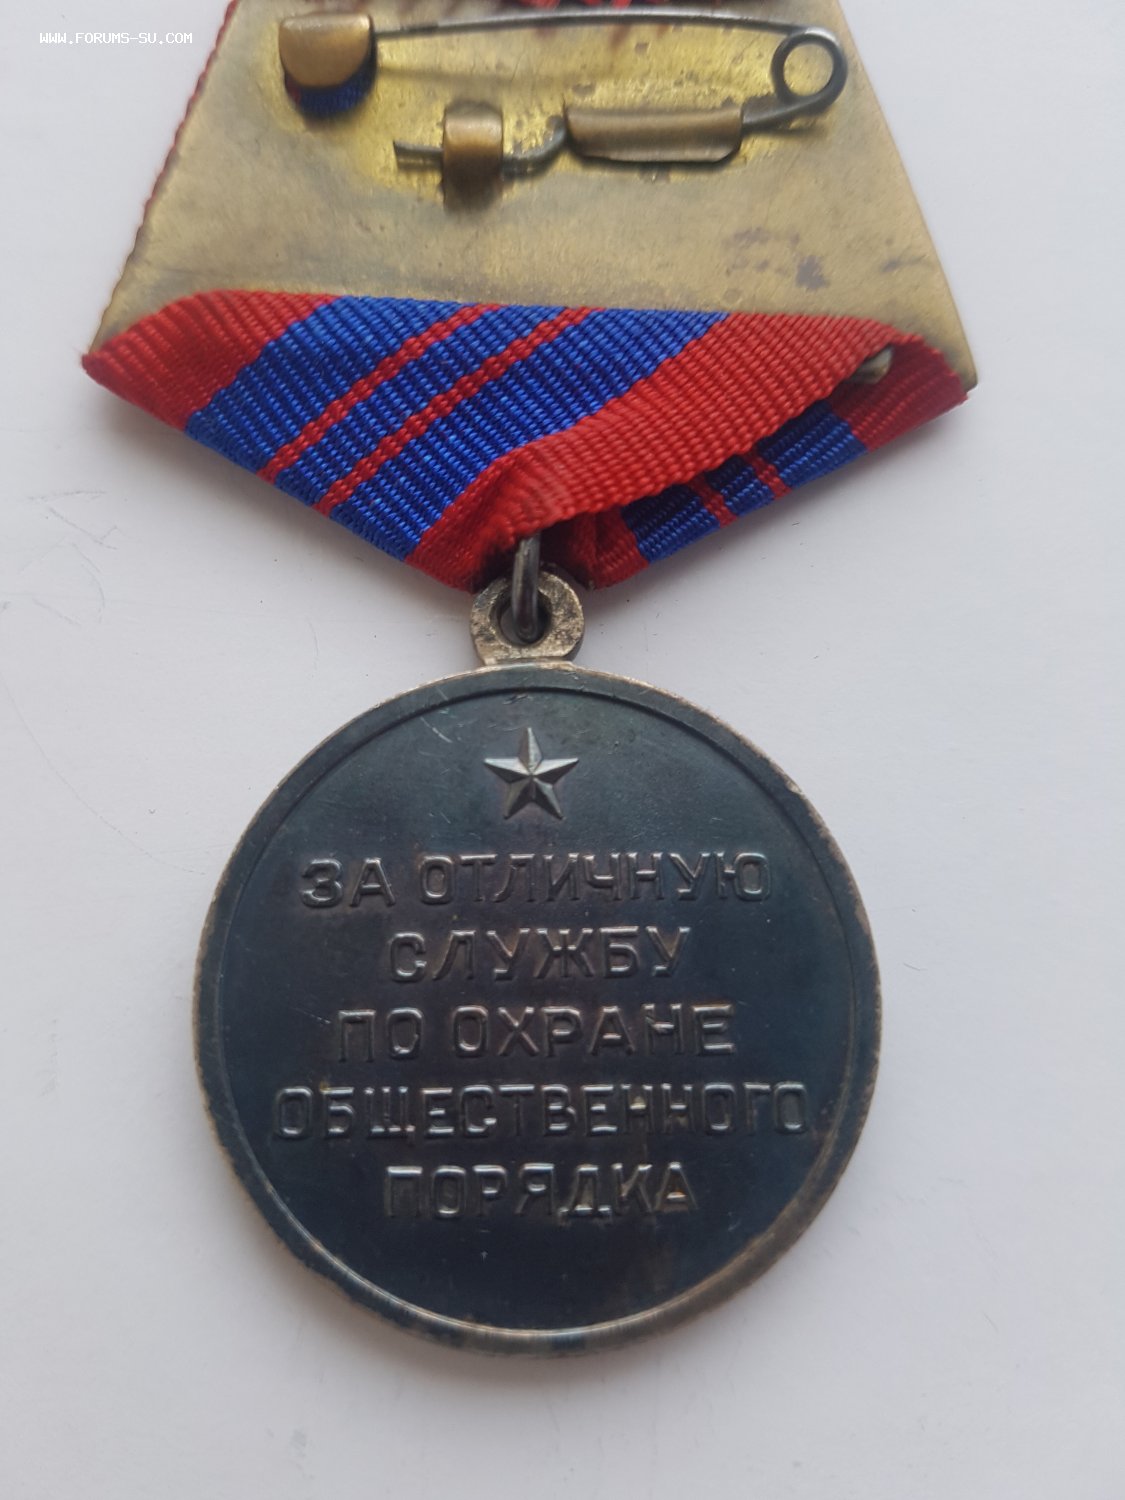 WWW.FORUMS-SU.COM
ЗА ОТЛИЧНУЮ
СЛУЖБУ
ПО ОХРАНЕ
ОБЩЕСТВЕННОГО
ПОРЯДКА